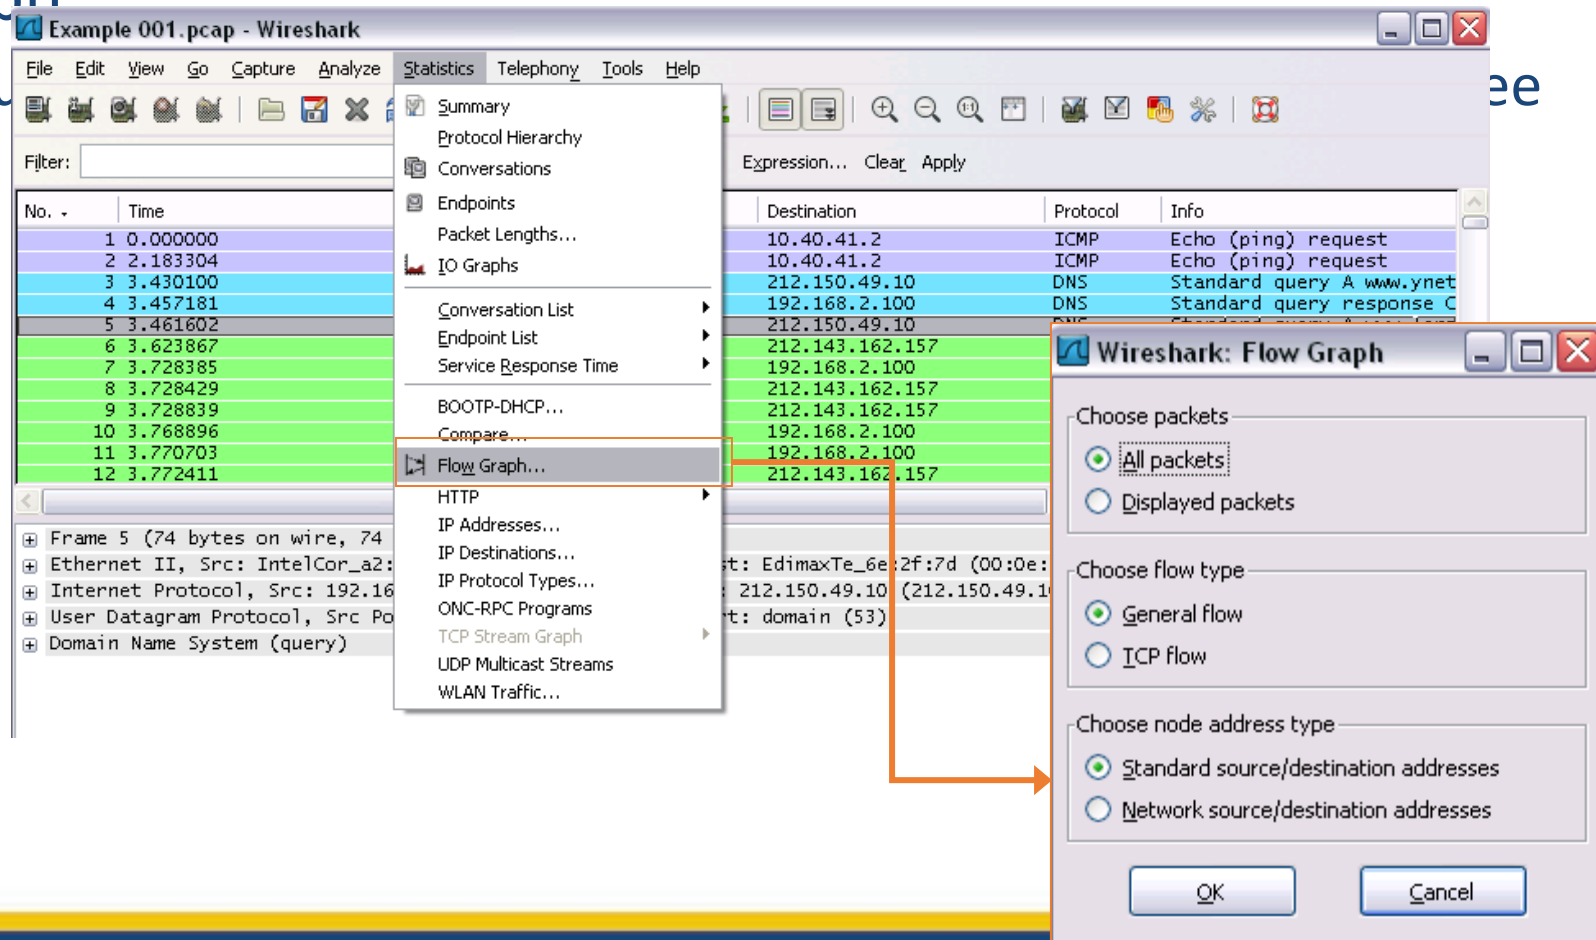 Example 001.pcap - Wireshark
File Edit View Go Capture Analyze Statistics Telephony Tools Help
ee
Filter:
Expression... Clear Apply
Summary
Protocol Hierarchy
Conversations
Endpoints
Packet Lengths...
IO Graphs
Conversation List
Endpoint List
Service Response Time
BOOTP-DHCP...
Compare...
Flow Graph...
HTTP
IP Addresses...
IP Destinations...
IP Protocol Types...
ONC-RPC Programs
TCP Stream Graph
UDP Multicast Streams
WLAN Traffic...
No. Time Destination Protocol Info
1 0.000000 10.40.41.2 ICMP Echo (ping) request
2 2.183304 10.40.41.2 ICMP Echo (ping) request
3 3.430100 212.150.49.10 DNS Standard query A www.ynet
4 3.457181 192.168.2.100 DNS Standard query response C
5 3.461602 212.150.49.10
6 3.623867 212.143.162.157
7 3.728385 192.168.2.100
8 3.728429 212.143.162.157
9 3.728839 212.143.162.157
10 3.768896 192.168.2.100
11 3.770703 192.168.2.100
12 3.772411 212.143.162.157
Frame 5 (74 bytes on wire, 74
Ethernet II, Src: IntelCor_a2: st: EdimaxTe_6e:2f:7d (00:0e:
Internet Protocol, Src: 192.16 : 212.150.49.10 (212.150.49.1
User Datagram Protocol, Src Po rt: domain (53)
Domain Name System (query)
Wireshark: Flow Graph
Choose packets
All packets
Displayed packets
Choose flow type
General flow
TCP flow
Choose node address type
Standard source/destination addresses
Network source/destination addresses
OK Cancel